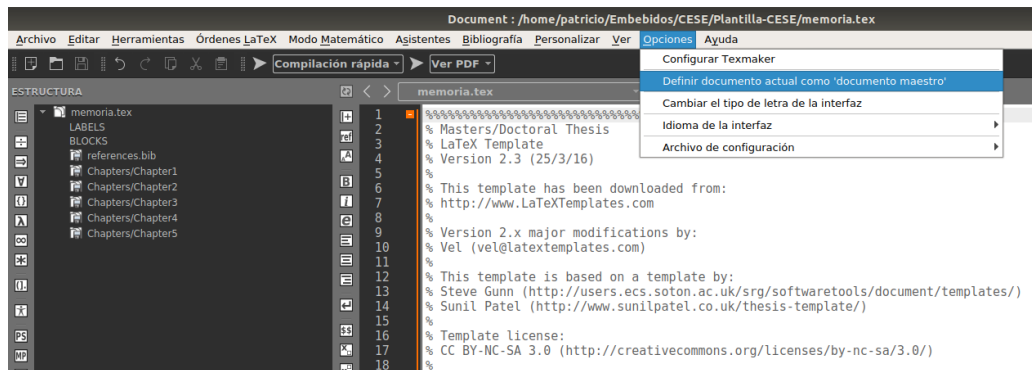 Document : /home/patricio/Embebidos/CESE/Plantilla-CESE/memoria.tex
Archivo Editar Herramientas Órdenes LaTeX Modo Matemático Asistentes Bibliografía Personalizar Ver Opciones Ayuda
Compilación rápida Ver PDF
Configurar Texmaker
Definir documento actual como 'documento maestro'
Cambiar el tipo de letra de la interfaz
Idioma de la interfaz
Archivo de configuración
ESTRUCTURA
memoria.tex
memoria.tex
LABELS
BLOCKS
references.bib
Chapters/Chapter1
Chapters/Chapter2
Chapters/Chapter3
Chapters/Chapter4
Chapters/Chapter5
ref
A
B
i
e
$$
PS
MP
1 %%%%%%%%%%%%%%%%%%%%%%%%%%%%%
2 % Masters/Doctoral Thesis
3 % LaTeX Template
4 % Version 2.3 (25/3/16)
5 %
6 % This template has been downloaded from:
7 % http://www.LaTeXTemplates.com
8 %
9 % Version 2.x major modifications by:
10 % Vel (vel@latextemplates.com)
11 %
12 % This template is based on a template by:
13 % Steve Gunn (http://users.ecs.soton.ac.uk/srg/softwaretools/document/templates/)
14 % Sunil Patel (http://www.sunilpatel.co.uk/thesis-template/)
15 %
16 % Template license:
17 % CC BY-NC-SA 3.0 (http://creativecommons.org/licenses/by-nc-sa/3.0/)
18 %